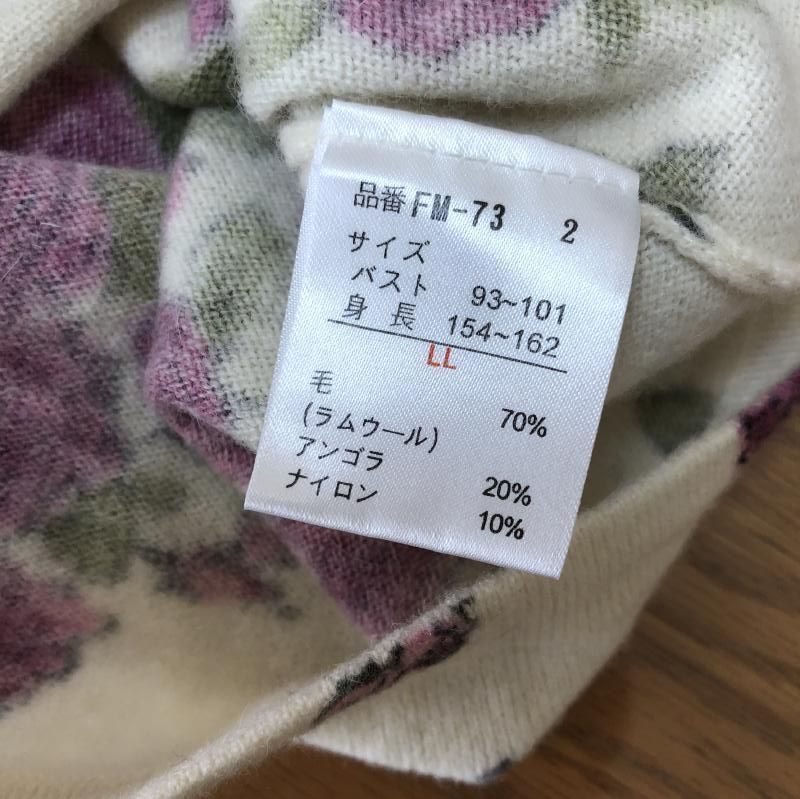 品番 FM-73 2
サイズ
バスト 93~101
身長 154~162
LL
毛 70%
(ラムウール)
アンゴラ 20%
ナイロン 10%